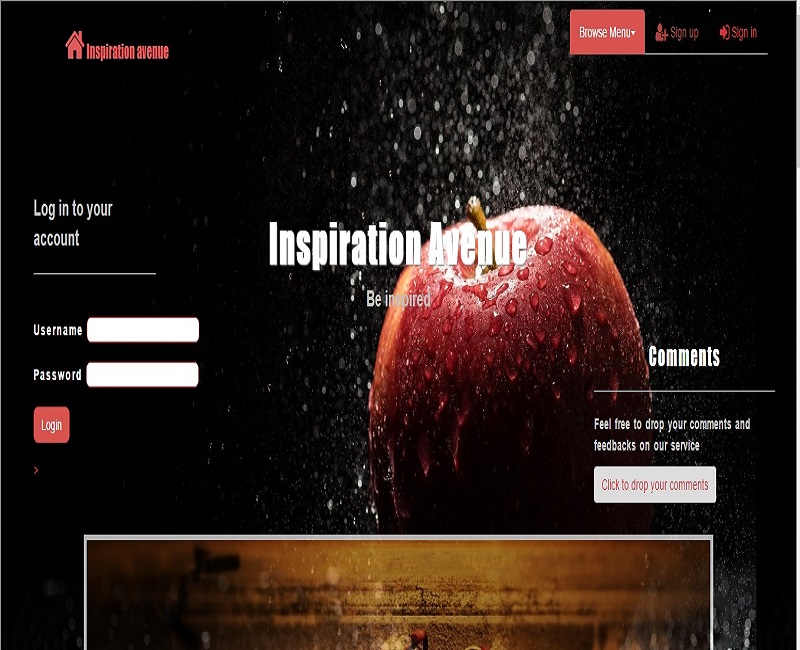 Inspiration avenue
Browse Menu
Sign up
Sign in
Log in to your
account
Username
Password
Login
Inspiration Avenue
Be inspired
Comments
Feel free to drop your comments and
feedbacks on our service
Click to drop your comments